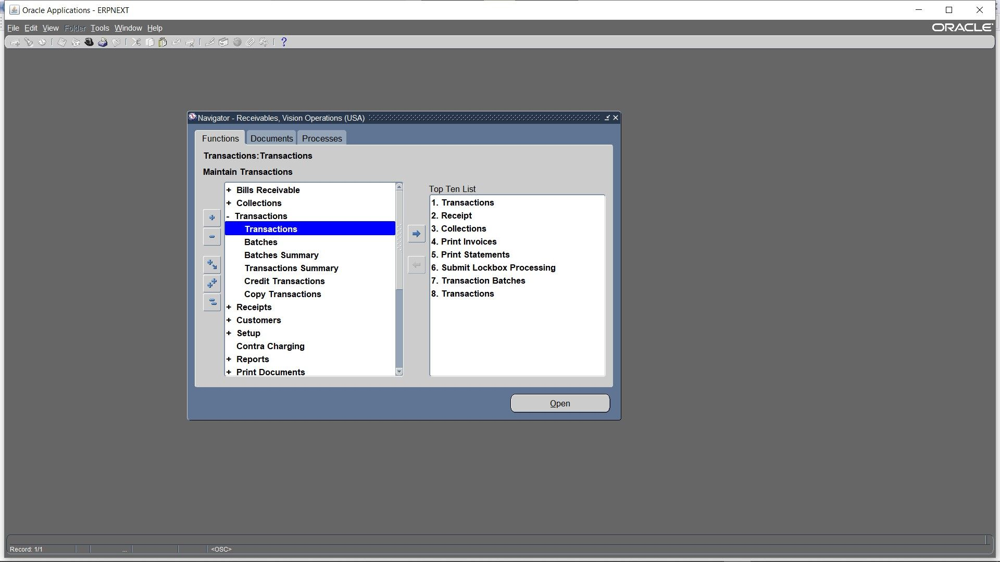 Oracle Applications - ERPNEXT
File Edit View Folder Tools Window Help
ORACLE
?
Navigator - Receivables, Vision Operations (USA)
Functions Documents Processes
Transactions:Transactions
Maintain Transactions
+ Bills Receivable
+ Collections
- Transactions
Transactions
Batches
Batches Summary
Transactions Summary
Credit Transactions
Copy Transactions
+ Receipts
+ Customers
+ Setup
Contra Charging
+ Reports
+ Print Documents
Top Ten List
1. Transactions
2. Receipt
3. Collections
4. Print Invoices
5. Print Statements
6. Submit Lockbox Processing
7. Transaction Batches
8. Transactions
Open
Record: 1/1 ... <OSC>